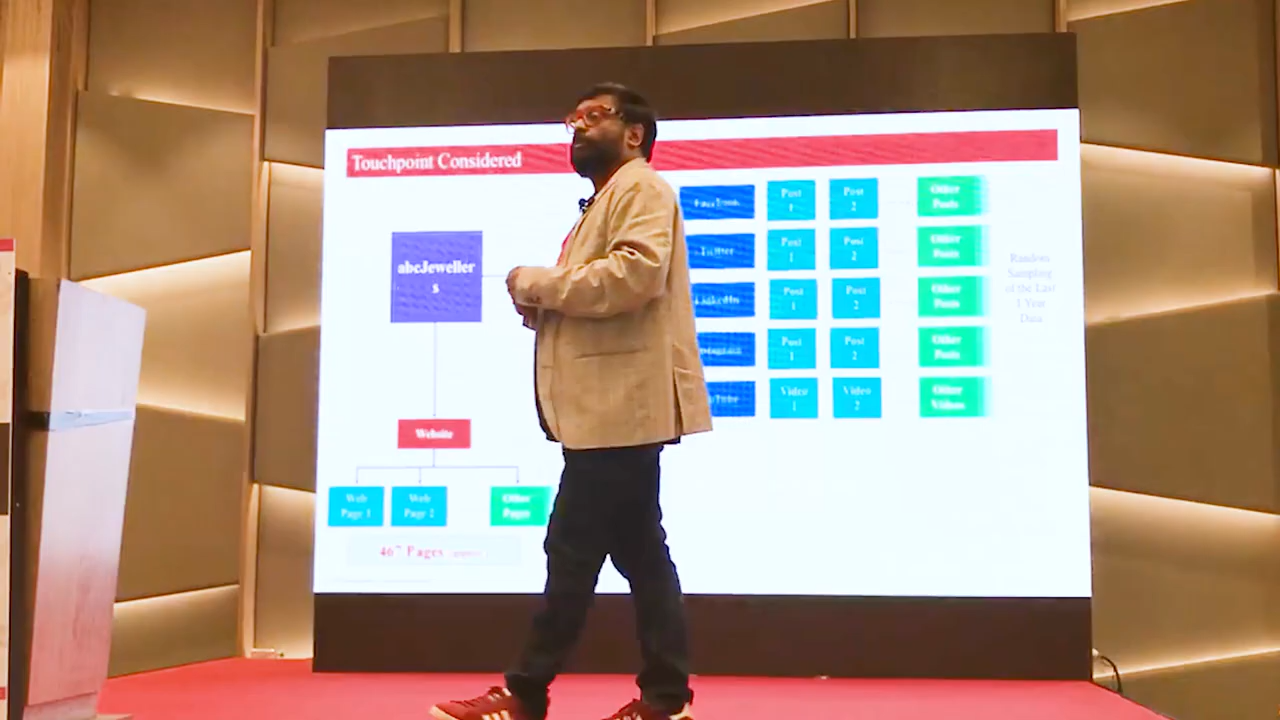 Touchpoint Considered
abcJeweller
s
Website
Web
Page 1
Web
Page 2
Other
Pages
467 Pages
Facebook
Post
1
Post
2
Other
Posts
Twitter
Post
1
Post
2
Other
Posts
LinkedIn
Post
1
Post
2
Other
Posts
Post
1
Post
2
Other
Posts
Video
1
Video
2
Other
Videos
Random
Sampling
of the Last
1 Year
Data